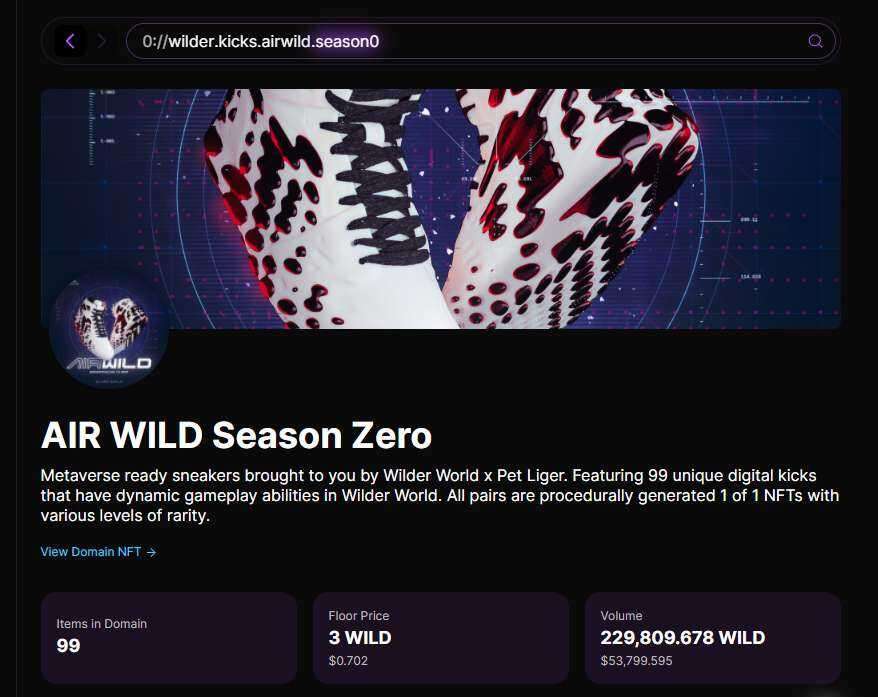 0://wilder.kicks.airwild.season0
AIRWILD
AIR WILD Season Zero
Metaverse ready sneakers brought to you by Wilder World x Pet Liger. Featuring 99 unique digital kicks
that have dynamic gameplay abilities in Wilder World. All pairs are procedurally generated 1 of 1 NFTs with
various levels of rarity.
View Domain NFT →
Items in Domain
99
Floor Price
3 WILD
$0.702
Volume
229,809.678 WILD
$53,799.595